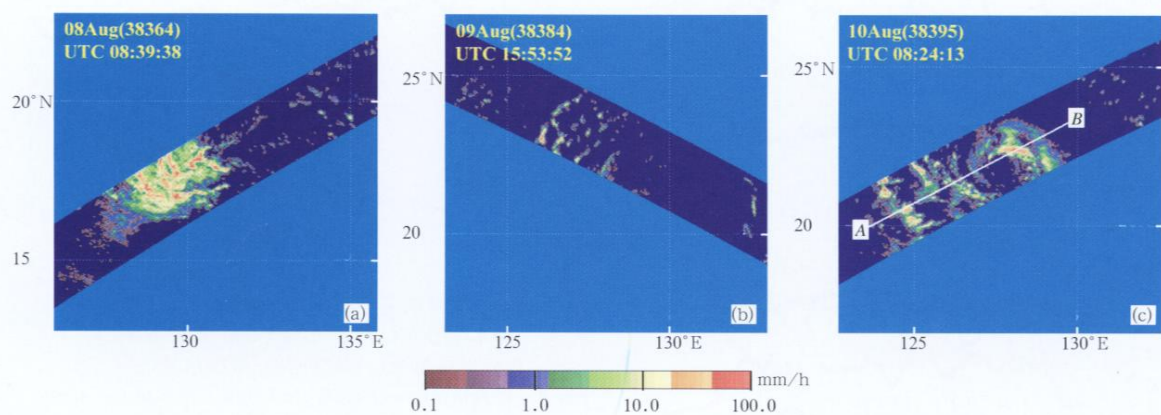 08Aug(38364)
UTC 08:39:38
20°N
15
130
135°E
(a)
09Aug(38384)
UTC 15:53:52
25°N
20
125
130°E
(b)
10Aug(38395)
UTC 08:24:13
25°N
20
125
130°E
A
B
(c)
0.1
1.0
10.0
100.0
mm/h